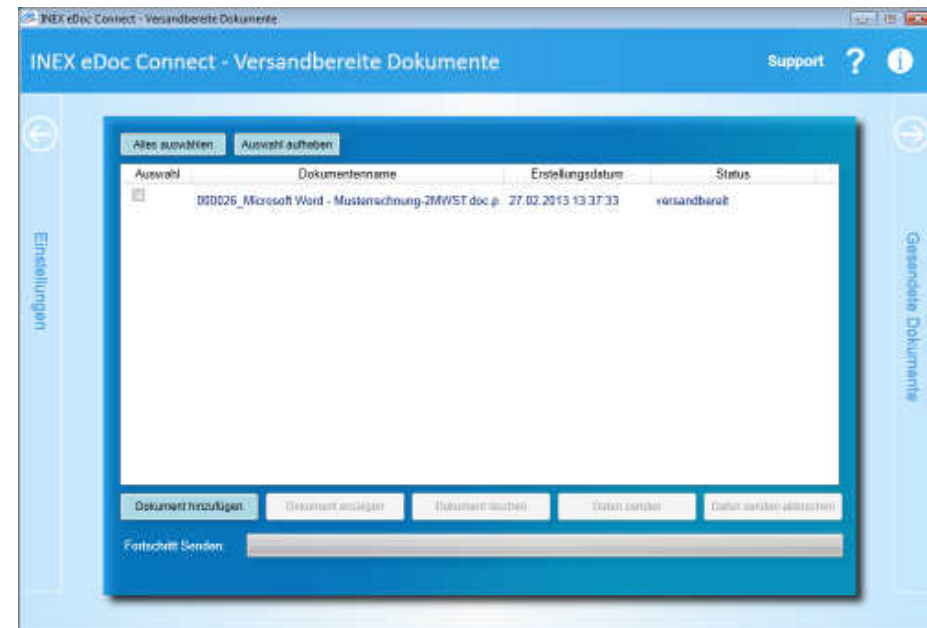 INEX eDoc Connect - Versandbereite Dokumente
INEX eDoc Connect - Versandbereite Dokumente
Support ? i
Einstellungen
Alles auswählen Auswahl aufheben
Auswahl Dokumentenname Erstellungsdatum Status
000026_Microsoft Word - Musterrechnung-2MWST.doc.p 27.02.2013 13:37:33 versandbereit
Dokument hinzufügen Dokument anzeigen Dokument löschen Daten senden Daten senden abbrechen
Fortschritt Senden:
Gesendete Dokumente